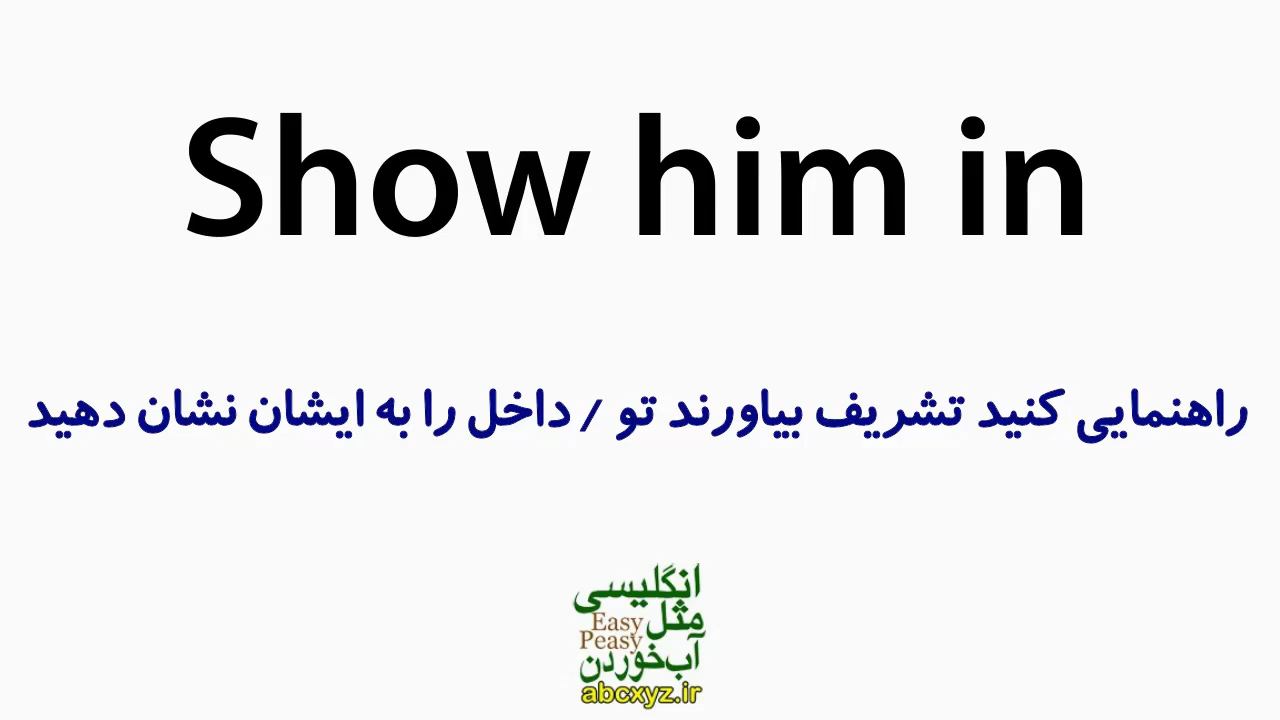 Show him in
راهنمایی کنید تشریف بیاورند تو / داخل را به ایشان نشان دهید
انگلیسی
مثل
Easy
Peasy
آب‌خوردن
abcxyz.ir